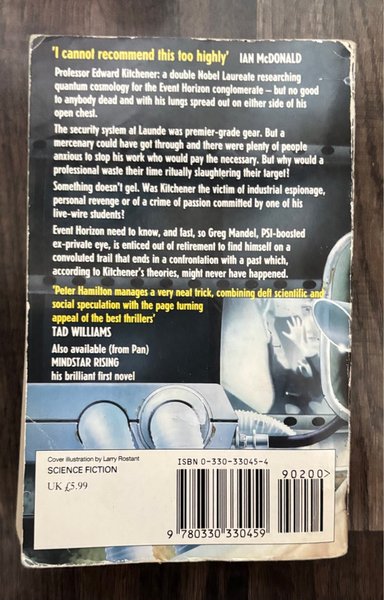 'I cannot recommend this too highly' IAN McDONALD
Professor Edward Kitchener: a double Nobel Laureate researching
quantum cosmology for the Event Horizon conglomerate – but no good
to anybody dead and with his lungs spread out on either side of his
open chest.
The security system at Launde was premier-grade gear. But a
mercenary could have got through and there were plenty of people
anxious to stop his work who would pay the necessary. But why would a
professional waste their time ritually slaughtering their target?
Something doesn't gel. Was Kitchener the victim of industrial espionage,
personal revenge or of a crime of passion committed by one of his
live-wire students?
Event Horizon need to know, and fast, so Greg Mandel, PSI-boosted
ex-private eye, is enticed out of retirement to find himself on a
convoluted trail that ends in a confrontation with a past which,
according to Kitchener's theories, might never have happened.
'Peter Hamilton manages a very neat trick, combining deft scientific and
social speculation with the page turning
appeal of the best thrillers'
TAD WILLIAMS
Also available (from Pan)
MINDSTAR RISING
his brilliant first novel
Cover illustration by Larry Rostant
SCIENCE FICTION
UK £5.99
ISBN 0-330-33045-4
90200>
9 780330 330459